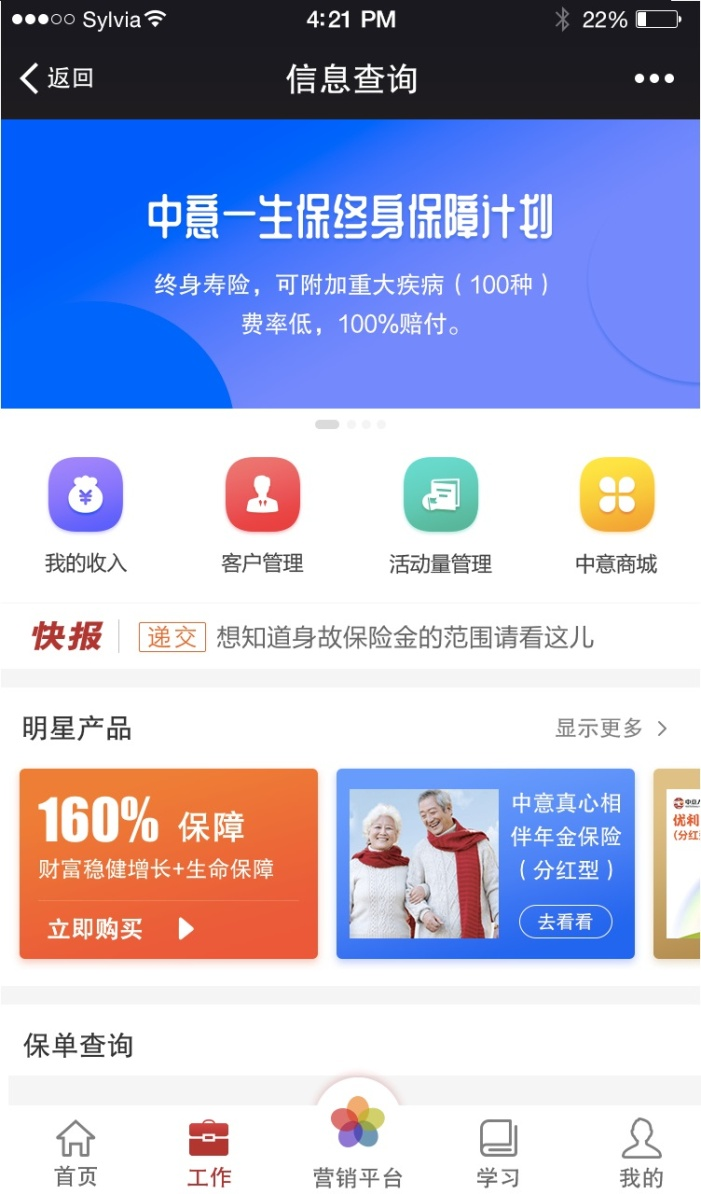 Sylvia
4:21 PM
22%
返回
信息查询
中意一生保终身保障计划
终身寿险，可附加重大疾病（100种）
费率低，100%赔付。
¥
我的收入
客户管理
活动量管理
中意商城
快报
递交
想知道身故保险金的范围请看这儿
明星产品
显示更多
160% 保障
财富稳健增长+生命保障
立即购买
中意真心相
伴年金保险
（分红型）
去看看
优利
(分红
保单查询
首页
工作
营销平台
学习
我的